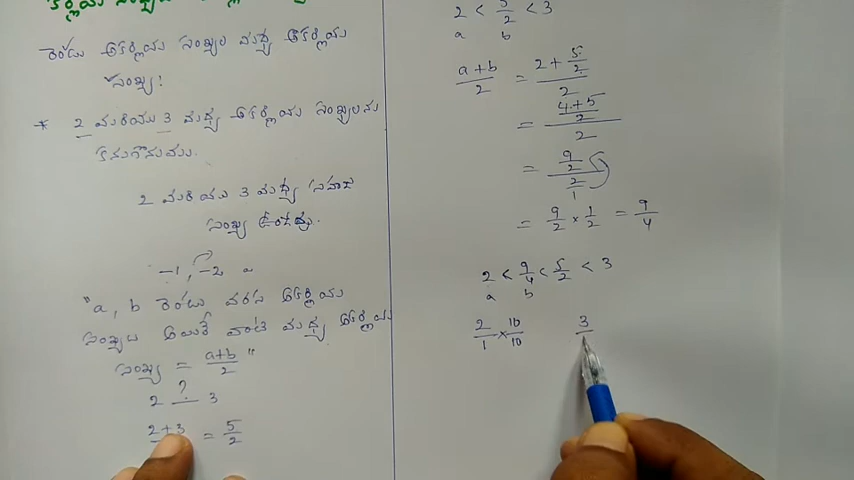 రెండు అకరణీయ సంఖ్యల మధ్య అకరణీయ
సంఖ్య:
* 2 మరియు 3 మధ్య అకరణీయ సంఖ్యలను
కనుగొనుము.
2 మరియు 3 మధ్య సహజ
సంఖ్య ఉండదు.
-1, -2
"a, b రెండు వరస అకరణీయ
సంఖ్యలు అయితే వాటి మధ్య అకరణీయ
సంఖ్య = a+b/2"
2 ? 3
2+3 = 5/2
2 < 5/2 < 3
a b
a+b/2 = 2 + 5/2 / 2
= 4+5/2 / 2
= 9/2 / 2/1
= 9/2 × 1/2 = 9/4
2 < 9/4 < 5/2 < 3
a b
2/1 × 10/10 3